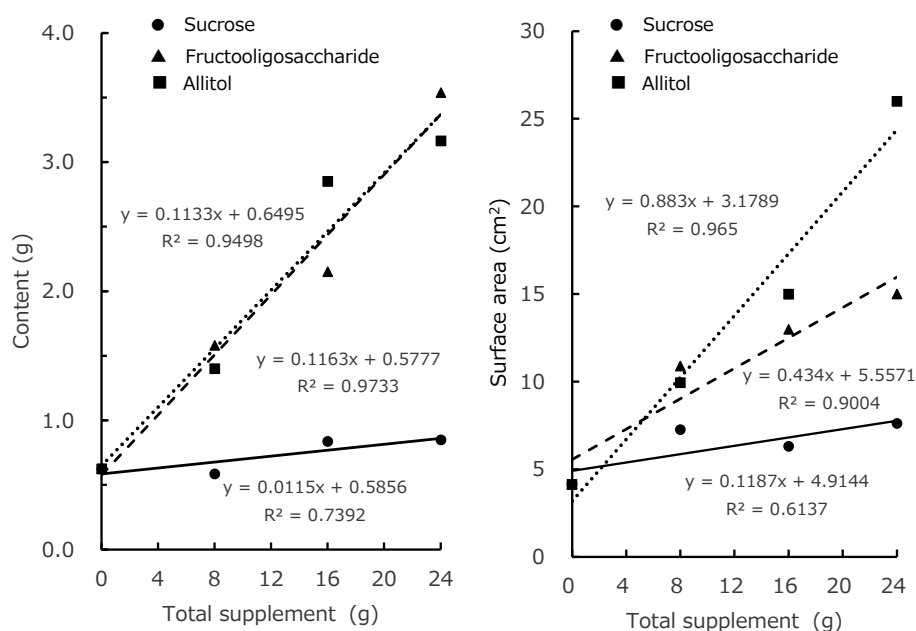 Sucrose
Fructooligosaccharide
Allitol
4.0
3.0
2.0
1.0
0.0
Content (g)
y = 0.1133x + 0.6495
R² = 0.9498
y = 0.1163x + 0.5777
R² = 0.9733
y = 0.0115x + 0.5856
R² = 0.7392
0 4 8 12 16 20 24
Total supplement (g)
Sucrose
Fructooligosaccharide
Allitol
30
25
20
15
10
5
0
Surface area (cm²)
y = 0.883x + 3.1789
R² = 0.965
y = 0.434x + 5.5571
R² = 0.9004
y = 0.1187x + 4.9144
R² = 0.6137
0 4 8 12 16 20 24
Total supplement (g)